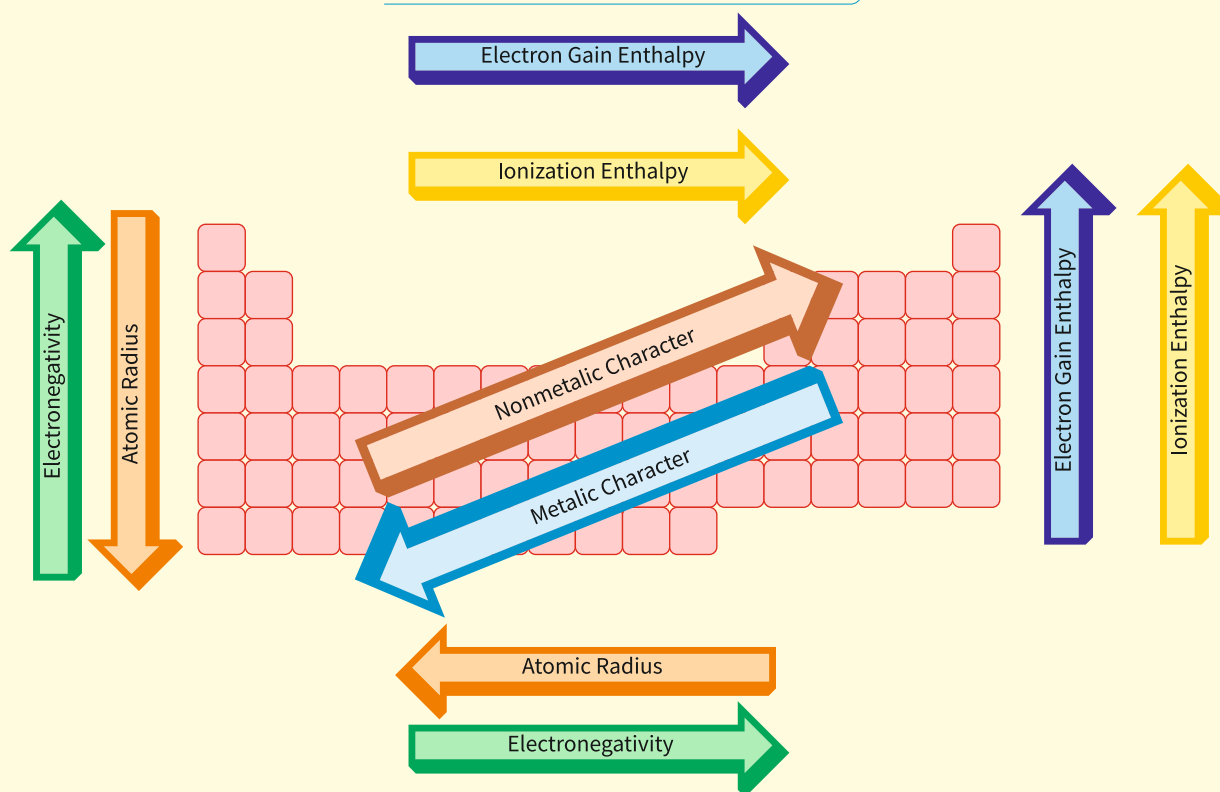 Electron Gain Enthalpy
Ionization Enthalpy
Electronegativity
Atomic Radius
Nonmetalic Character
Metalic Character
Electron Gain Enthalpy
Ionization Enthalpy
Atomic Radius
Electronegativity